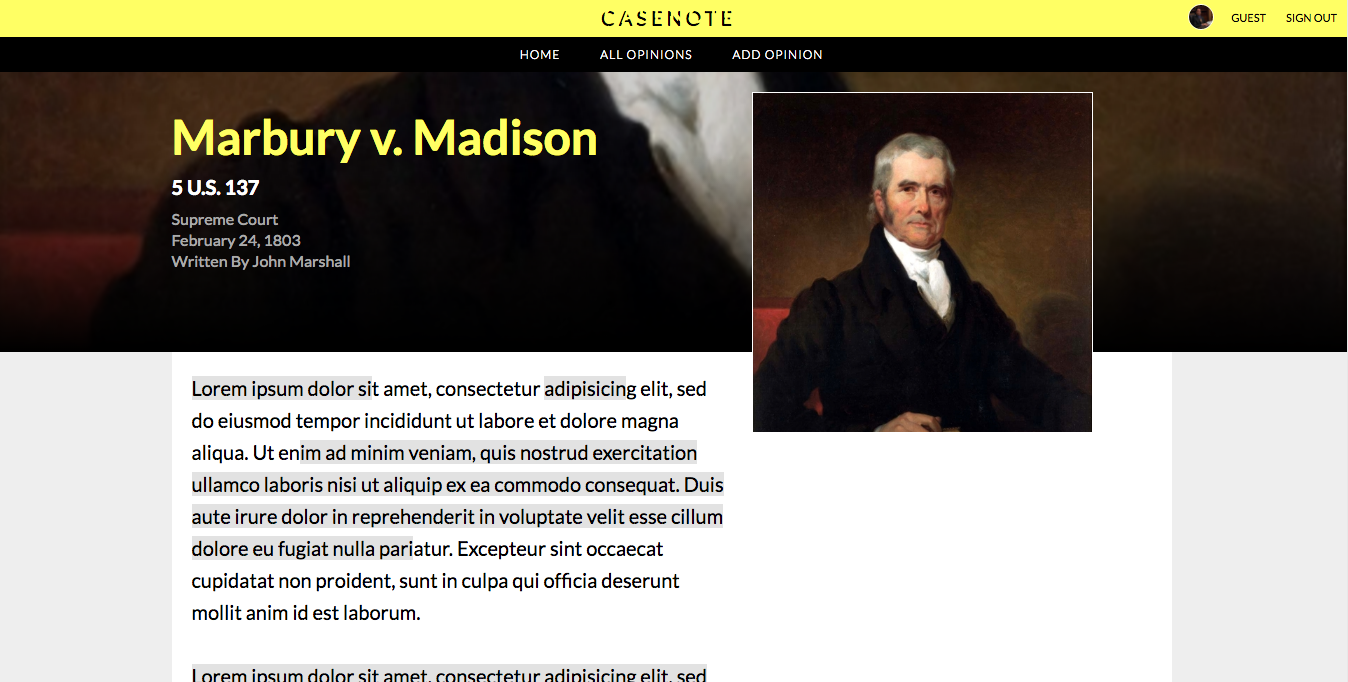 CASENOTE
GUEST
SIGN OUT
HOME
ALL OPINIONS
ADD OPINION
Marbury v. Madison
5 U.S. 137
Supreme Court
February 24, 1803
Written By John Marshall
Lorem ipsum dolor sit amet, consectetur adipisicing elit, sed
do eiusmod tempor incididunt ut labore et dolore magna
aliqua. Ut enim ad minim veniam, quis nostrud exercitation
ullamco laboris nisi ut aliquip ex ea commodo consequat. Duis
aute irure dolor in reprehenderit in voluptate velit esse cillum
dolore eu fugiat nulla pariatur. Excepteur sint occaecat
cupidatat non proident, sunt in culpa qui officia deserunt
mollit anim id est laborum.
Lorem ipsum dolor sit amet, consectetur adipisicing elit, sed